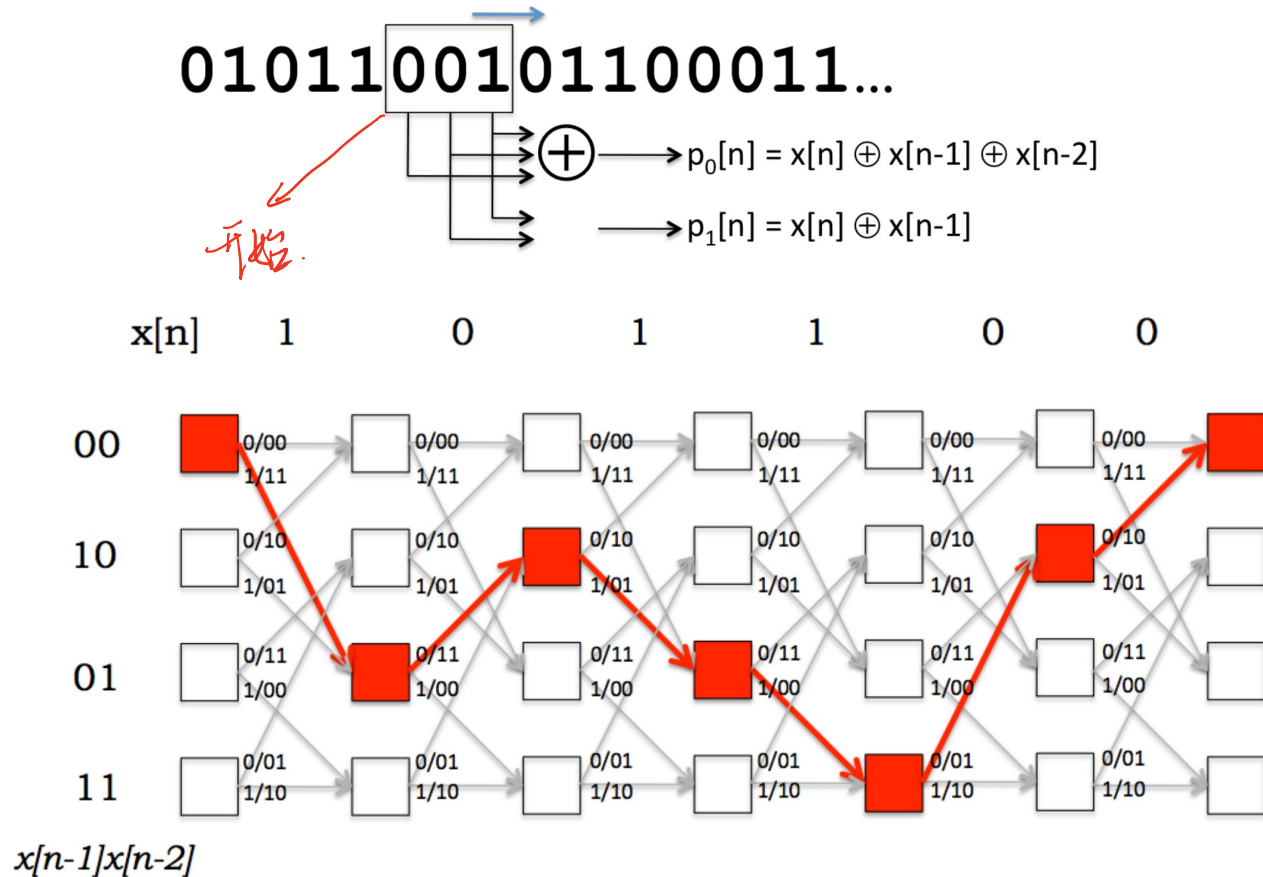 010110010110 0011...
p₀[n] = x[n] ⊕ x[n-1] ⊕ x[n-2]
p₁[n] = x[n] ⊕ x[n-1]
开始.
x[n] 1 0 1 1 0 0
00 0/00 0/00 0/00 0/00 0/00 0/00
1/11 1/11 1/11 1/11 1/11 1/11
10 0/10 0/10 0/10 0/10 0/10 0/10
1/01 1/01 1/01 1/01 1/01 1/01
01 0/11 0/11 0/11 0/11 0/11 0/11
1/00 1/00 1/00 1/00 1/00 1/00
11 0/01 0/01 0/01 0/01 0/01 0/01
1/10 1/10 1/10 1/10 1/10 1/10
x[n-1]x[n-2]